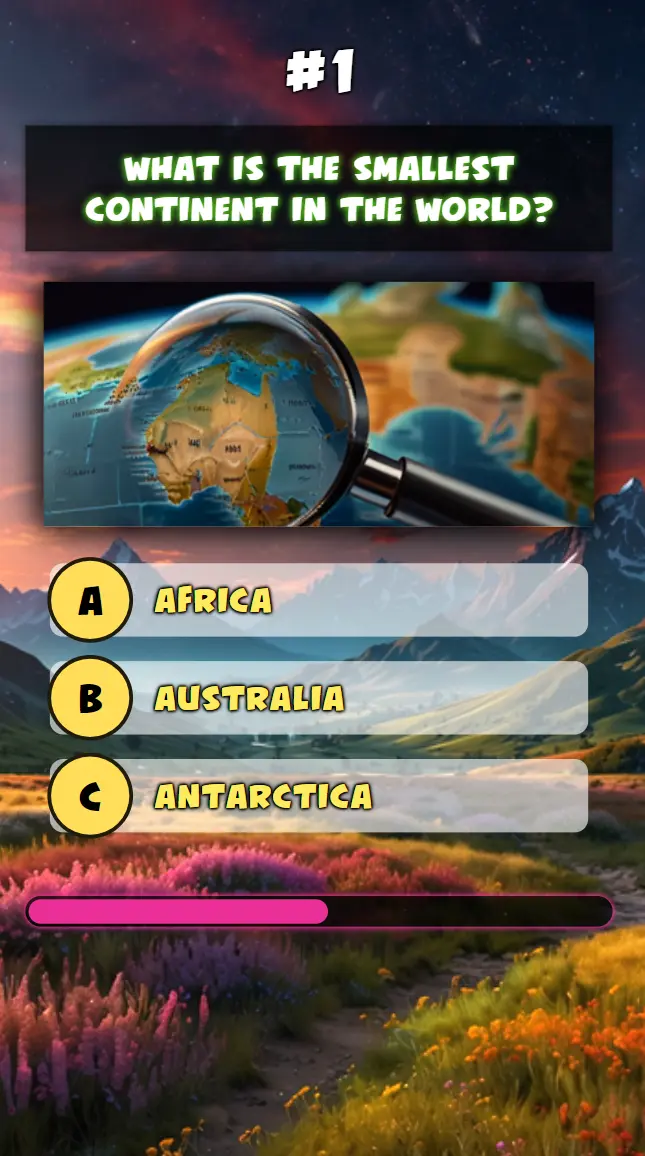 #1
WHAT IS THE SMALLEST
CONTINENT IN THE WORLD?
A AFRICA
B AUSTRALIA
C ANTARCTICA